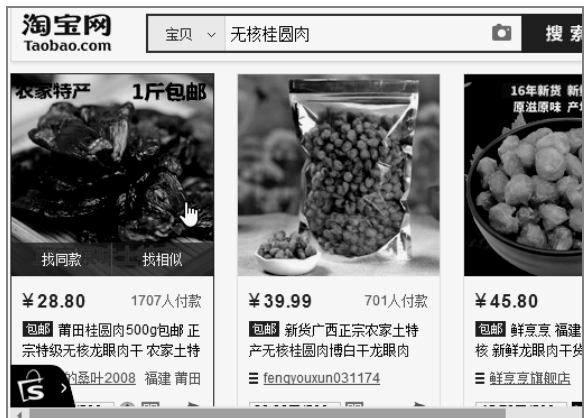 淘宝网
Taobao.com
宝贝
无核桂圆肉
搜 索
农家特产
1斤包邮
找同款
找相似
¥28.80
1707人付款
包邮 莆田桂圆肉500g包邮 正
宗特级无核龙眼肉干 农家土特
的桑叶2008
福建 莆田
¥39.99
701人付款
包邮 新货广西正宗农家土特
产无核桂圆肉博白干龙眼肉
fengyouxun031174
16年新货
原滋原味
¥45.80
包邮 鲜烹烹 福建
核 新鲜龙眼肉干货
鲜烹烹旗舰店